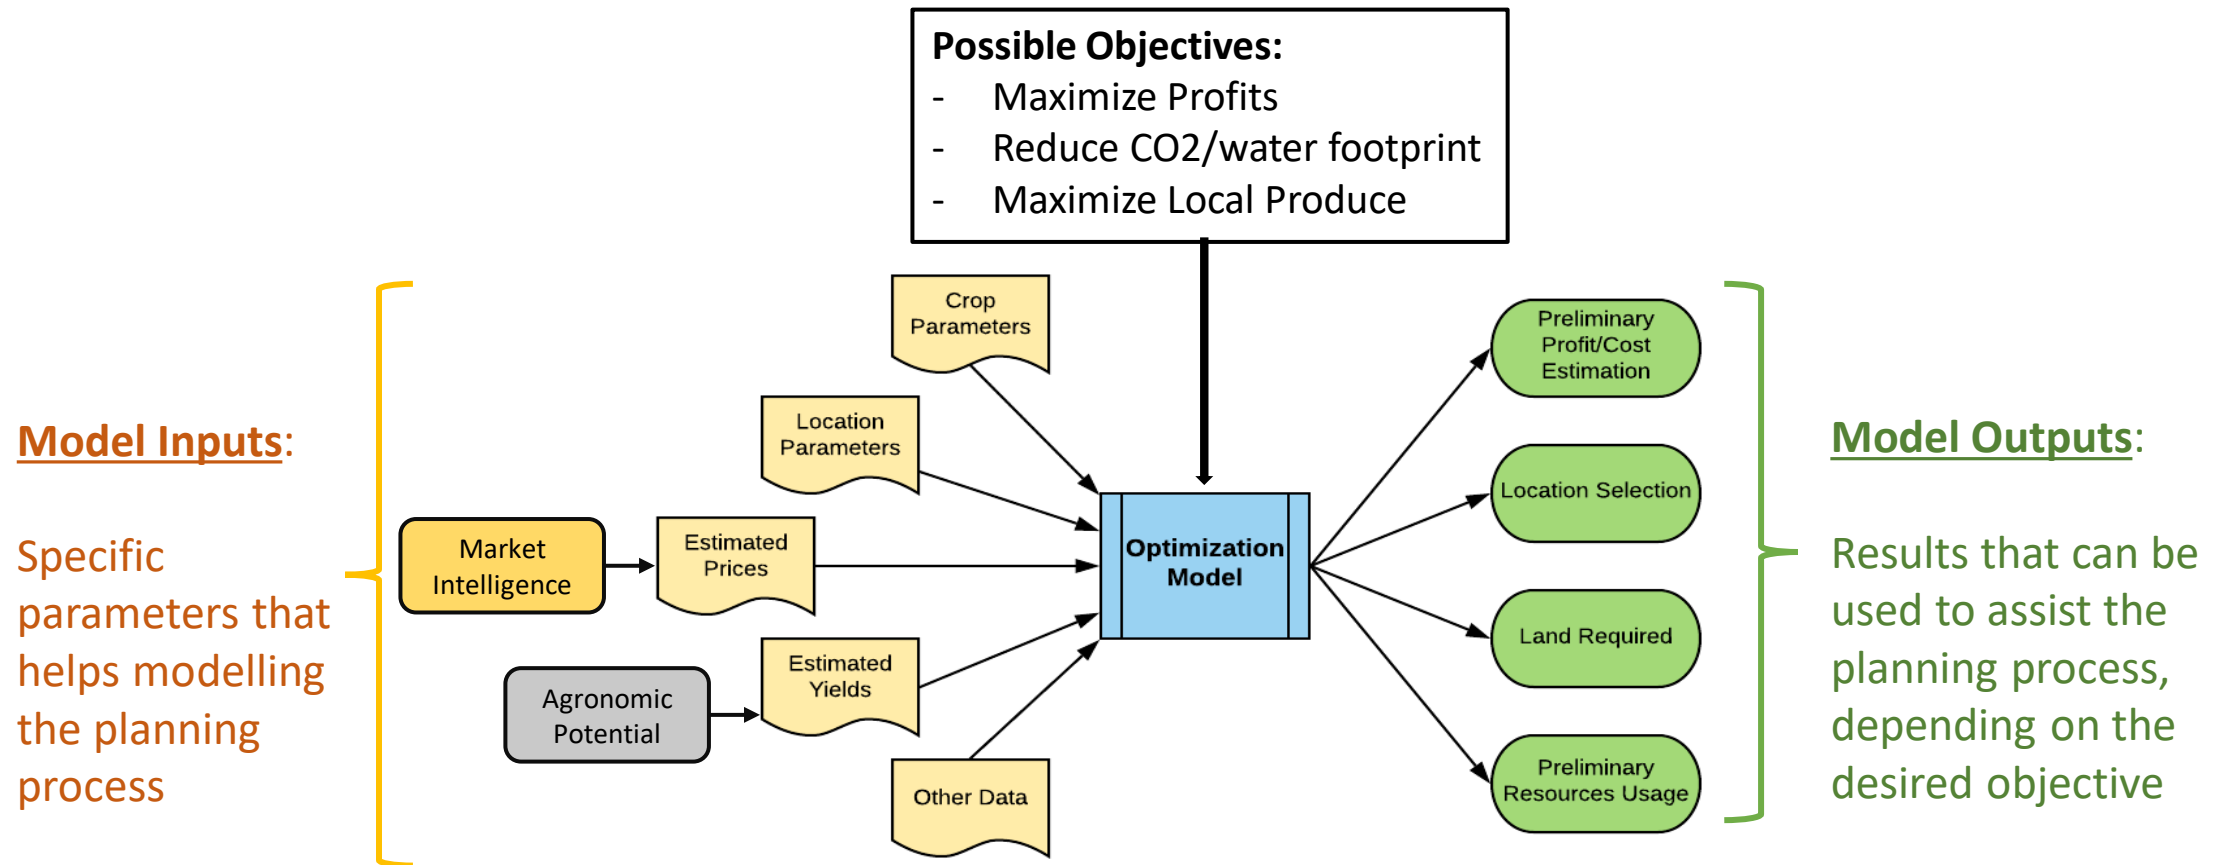 Possible Objectives:
- Maximize Profits
- Reduce CO2/water footprint
- Maximize Local Produce
Model Inputs:
Specific
parameters that
helps modelling
the planning
process
Crop
Parameters
Location
Parameters
Market
Intelligence
Estimated
Prices
Agronomic
Potential
Estimated
Yields
Other Data
Optimization
Model
Preliminary
Profit/Cost
Estimation
Location Selection
Land Required
Preliminary
Resources Usage
Model Outputs:
Results that can be
used to assist the
planning process,
depending on the
desired objective